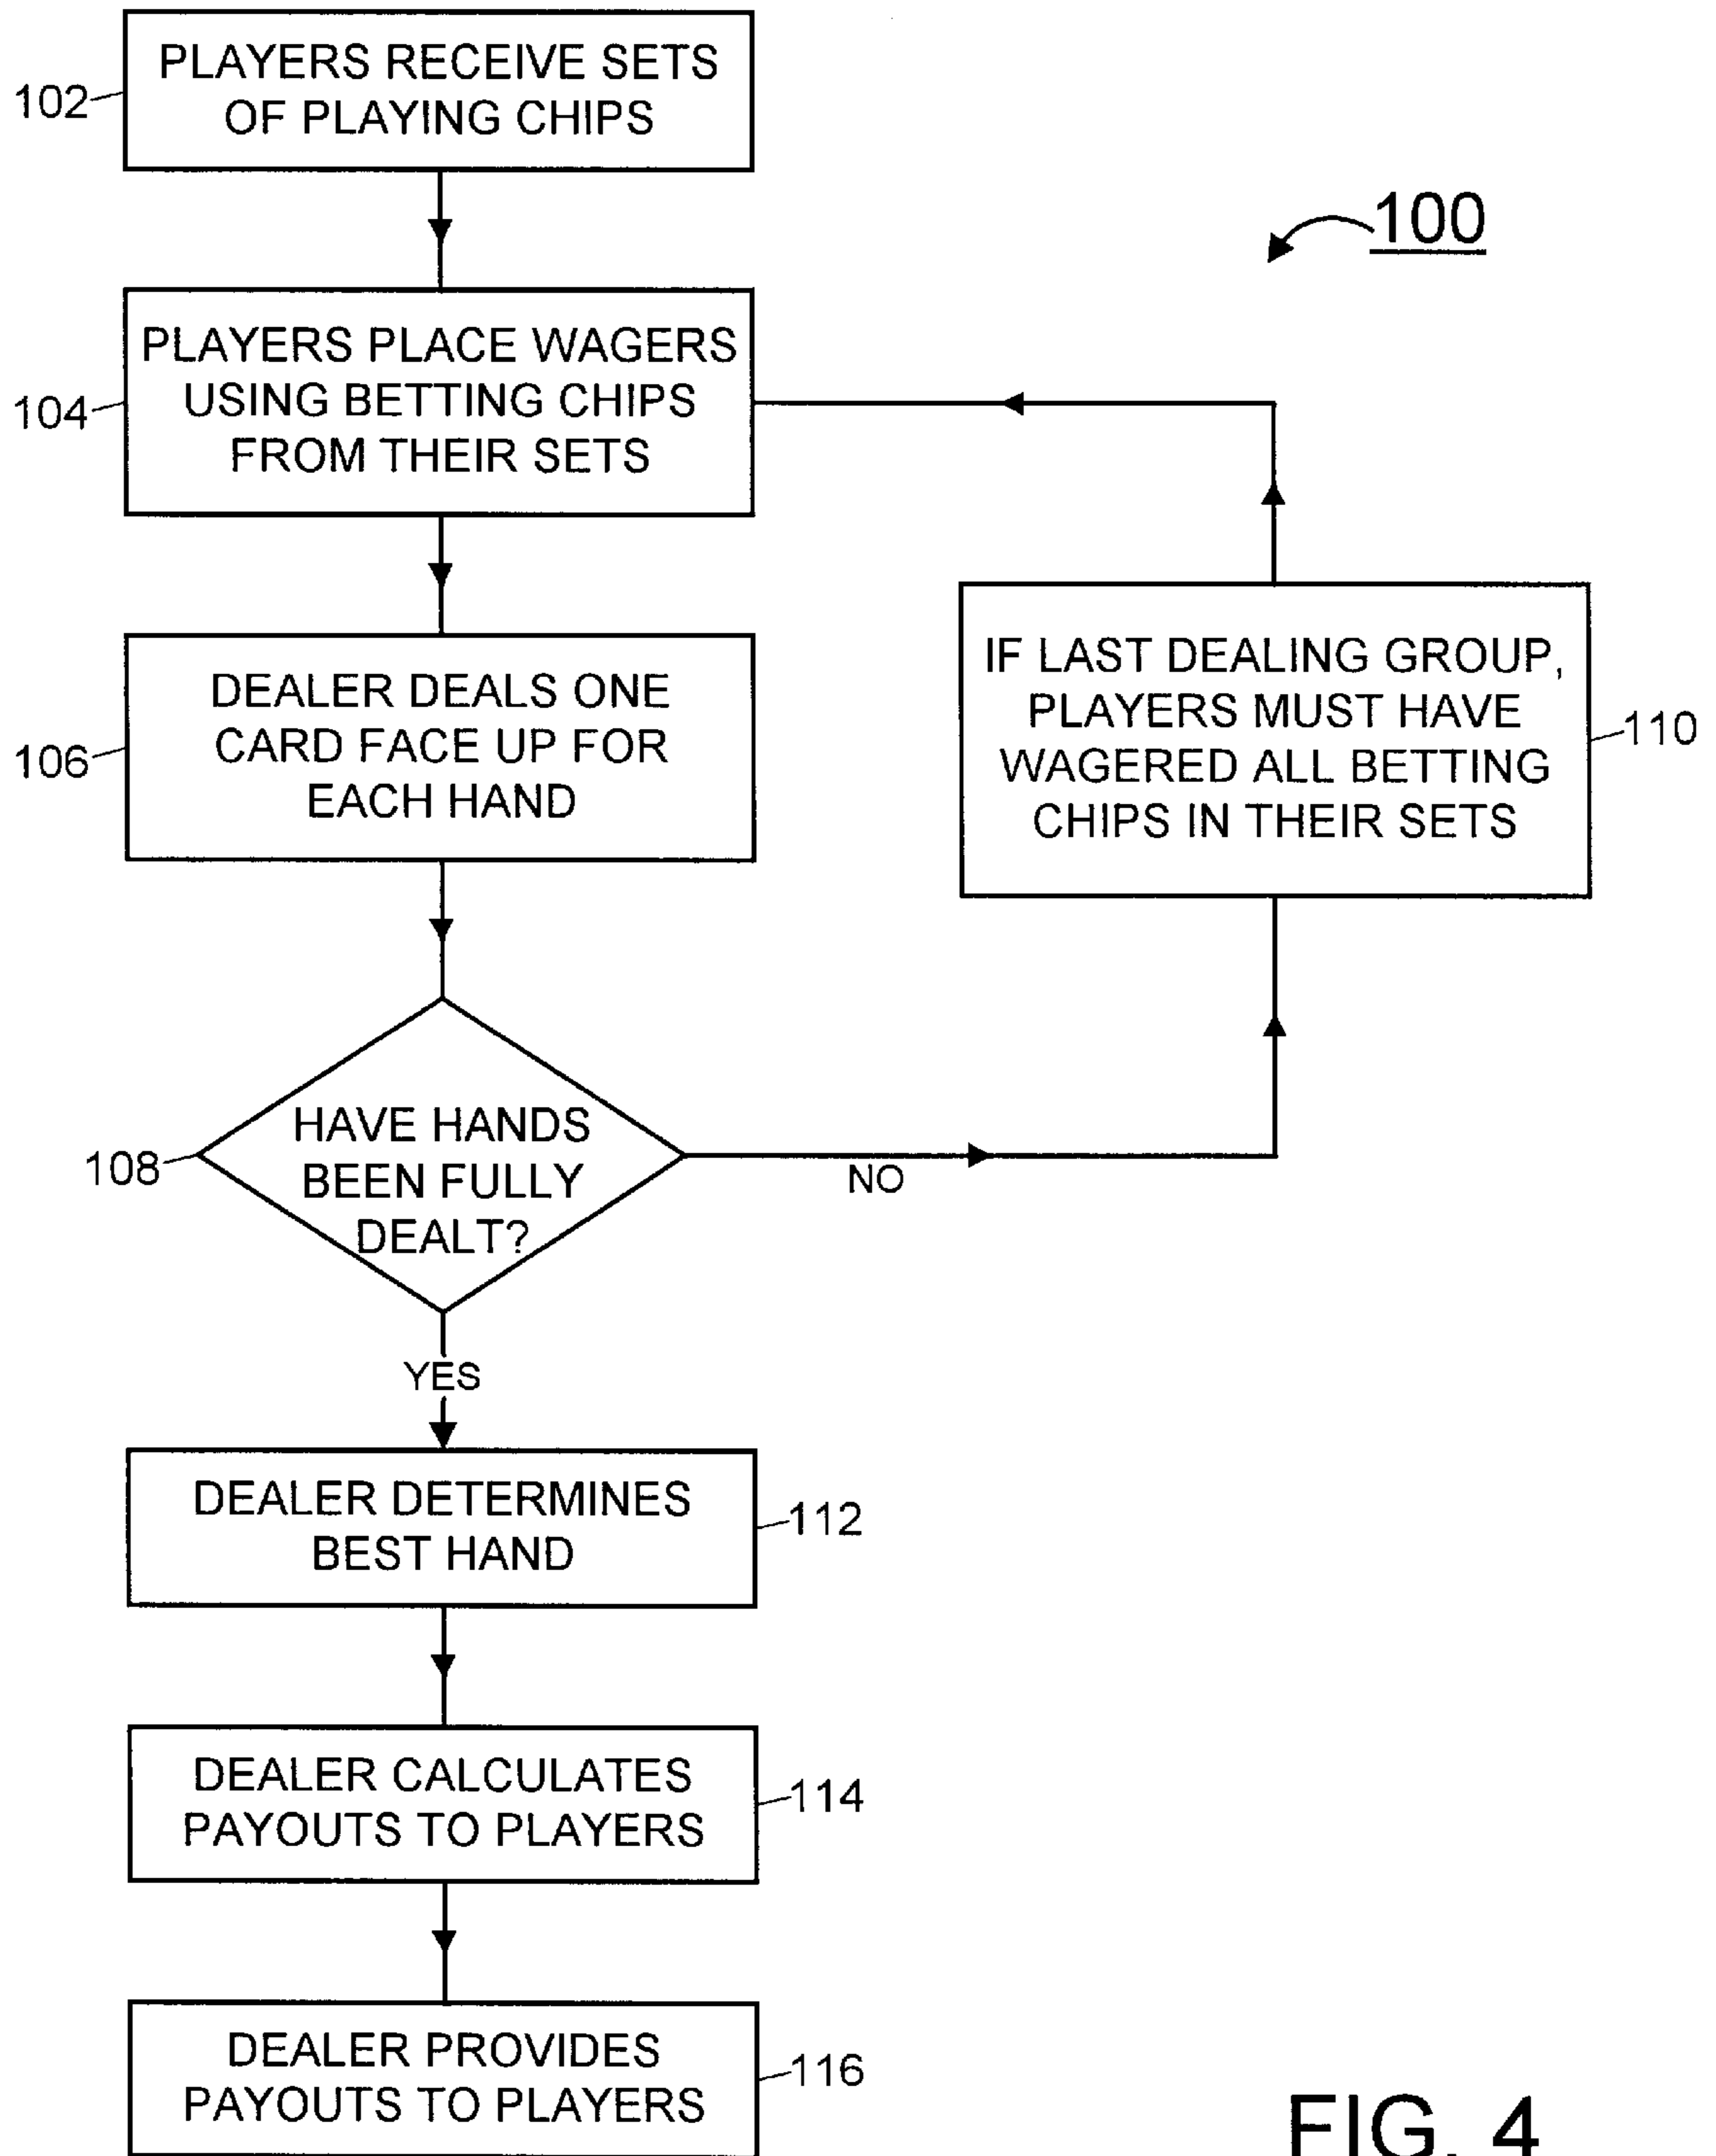 PLAYERS RECEIVE SETS
OF PLAYING CHIPS
102
100
PLAYERS PLACE WAGERS
USING BETTING CHIPS
FROM THEIR SETS
104
DEALER DEALS ONE
CARD FACE UP FOR
EACH HAND
106
IF LAST DEALING GROUP,
PLAYERS MUST HAVE
WAGERED ALL BETTING
CHIPS IN THEIR SETS
110
HAVE HANDS
BEEN FULLY
DEALT?
108
NO
YES
DEALER DETERMINES
BEST HAND
112
DEALER CALCULATES
PAYOUTS TO PLAYERS
114
DEALER PROVIDES
PAYOUTS TO PLAYERS
116
FIG. 4